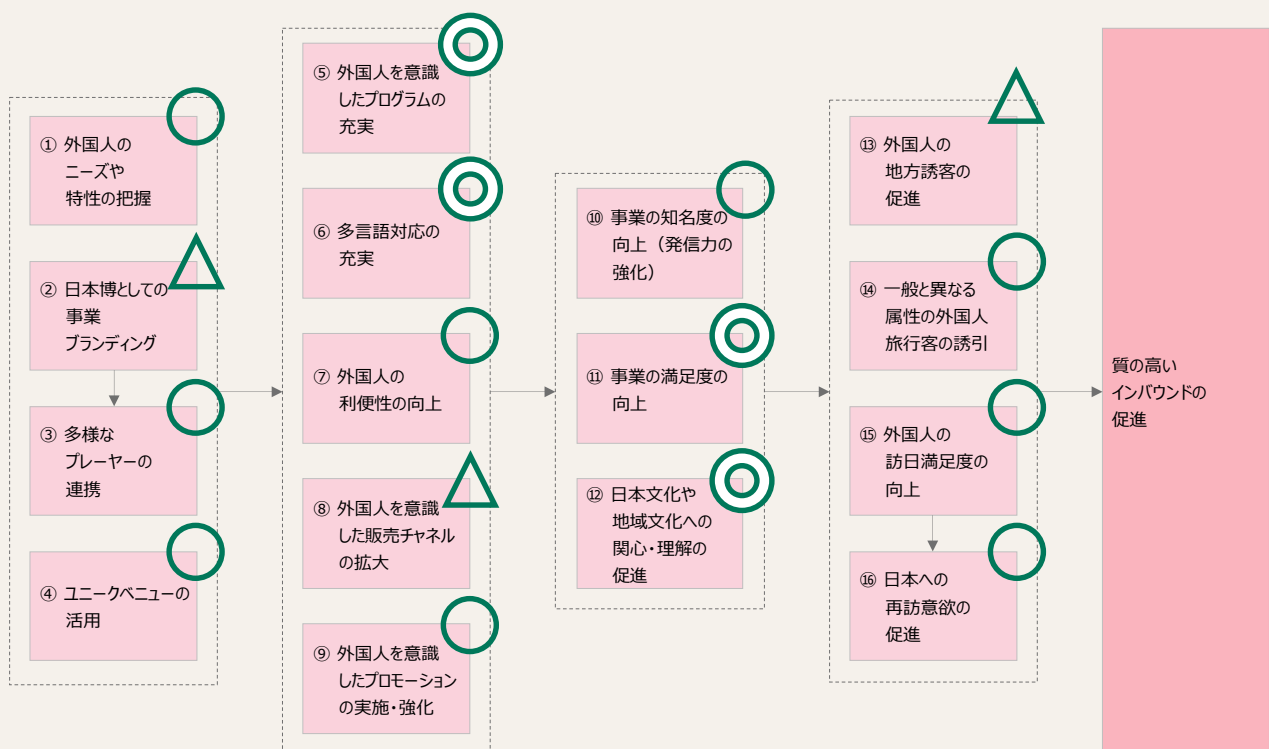 ① 外国人の
ニーズや
特性の把握
② 日本博としての
事業
ブランディング
③ 多様な
プレーヤーの
連携
④ ユニークベニューの
活用
⑤ 外国人を意識
したプログラムの
充実
⑥ 多言語対応の
充実
⑦ 外国人の
利便性の向上
⑧ 外国人を意識
した販売チャネル
の拡大
⑨ 外国人を意識
したプロモーション
の実施・強化
⑩ 事業の知名度の
向上（発信力の
強化）
⑪ 事業の満足度の
向上
⑫ 日本文化や
地域文化への
関心・理解の
促進
⑬ 外国人の
地方誘客の
促進
⑭ 一般と異なる
属性の外国人
旅行客の誘引
⑮ 外国人の
訪日満足度の
向上
⑯ 日本への
再訪意欲の
促進
質の高い
インバウンドの
促進